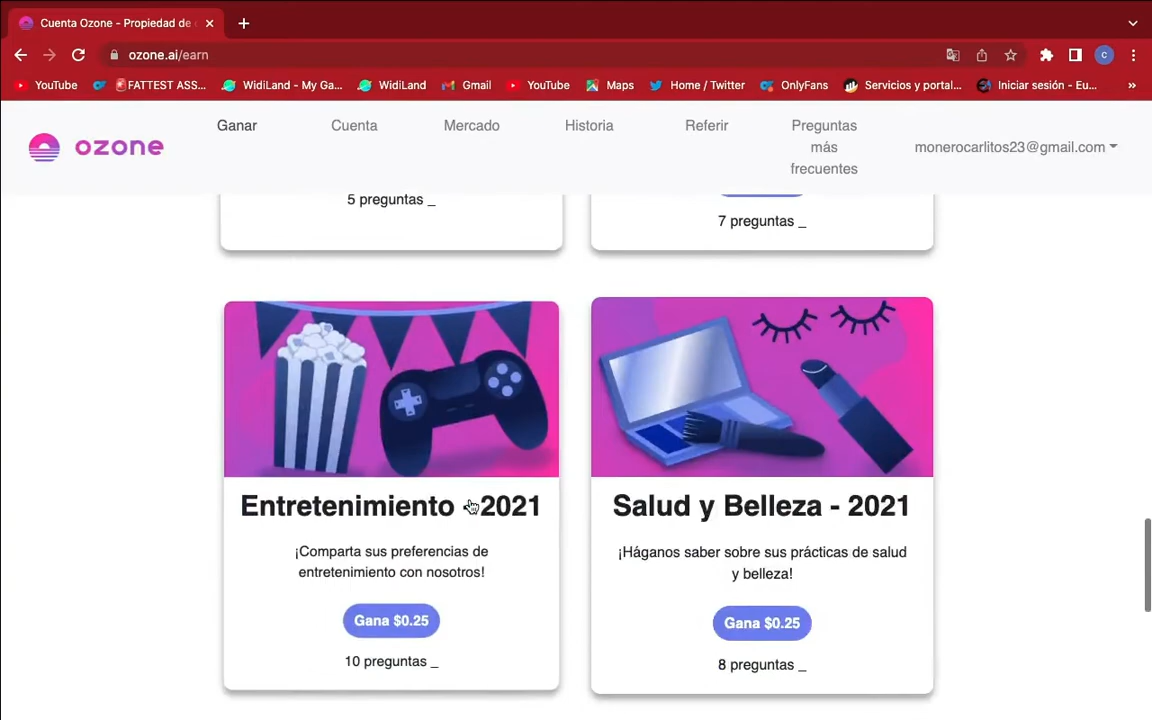 Cuenta Ozone - Propiedad de
ozone.ai/earn
YouTube
FATTEST ASS...
WidiLand - My Ga...
WidiLand
Gmail
YouTube
Maps
Home / Twitter
OnlyFans
Servicios y portal...
Iniciar sesión - Eu...
»
ozone
Ganar
Cuenta
Mercado
Historia
Referir
Preguntas
más
frecuentes
monerocarlitos23@gmail.com
5 preguntas _
7 preguntas _
Entretenimiento - 2021
¡Comparta sus preferencias de
entretenimiento con nosotros!
Gana $0.25
10 preguntas _
Salud y Belleza - 2021
¡Háganos saber sobre sus prácticas de salud
y belleza!
Gana $0.25
8 preguntas _